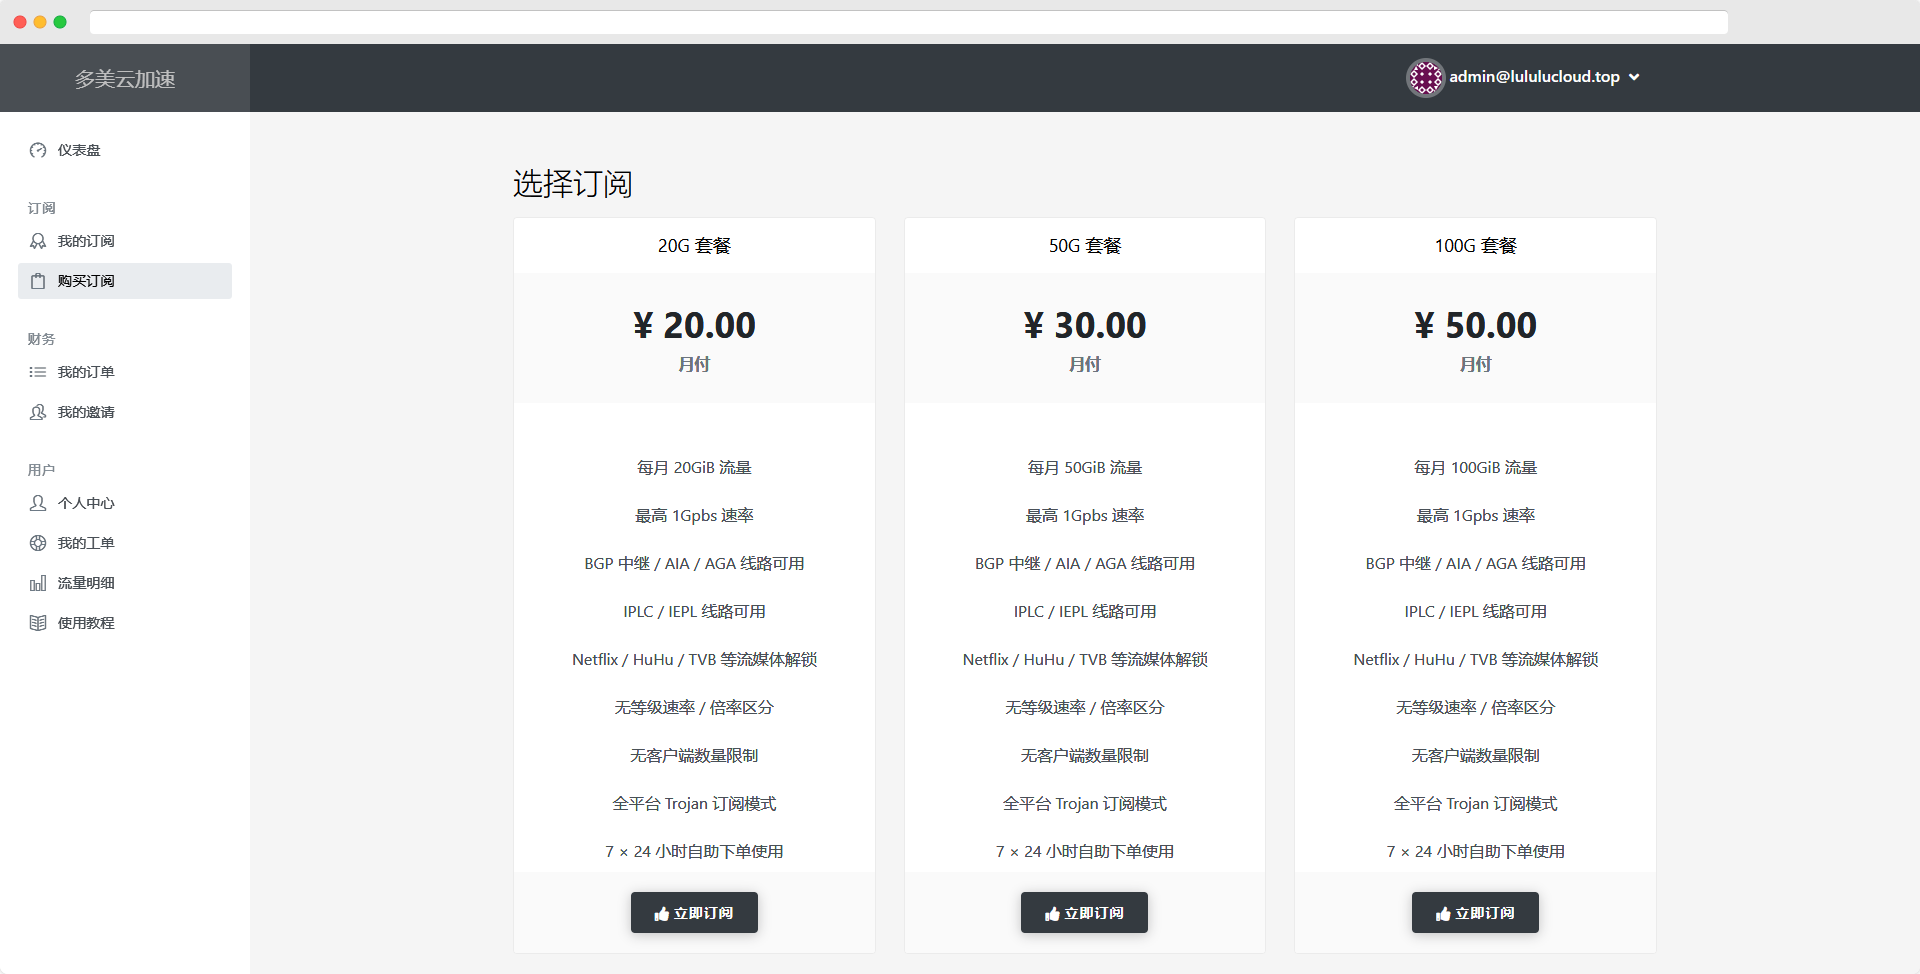 多美云加速
admin@lululucloud.top
仪表盘
订阅
我的订阅
购买订阅
财务
我的订单
我的邀请
用户
个人中心
我的工单
流量明细
使用教程
选择订阅
20G 套餐
¥ 20.00
月付
每月 20GiB 流量
最高 1Gpbs 速率
BGP 中继 / AIA / AGA 线路可用
IPLC / IEPL 线路可用
Netflix / HuHu / TVB 等流媒体解锁
无等级速率 / 倍率区分
无客户端数量限制
全平台 Trojan 订阅模式
7 × 24 小时自助下单使用
立即订阅
50G 套餐
¥ 30.00
月付
每月 50GiB 流量
最高 1Gpbs 速率
BGP 中继 / AIA / AGA 线路可用
IPLC / IEPL 线路可用
Netflix / HuHu / TVB 等流媒体解锁
无等级速率 / 倍率区分
无客户端数量限制
全平台 Trojan 订阅模式
7 × 24 小时自助下单使用
立即订阅
100G 套餐
¥ 50.00
月付
每月 100GiB 流量
最高 1Gpbs 速率
BGP 中继 / AIA / AGA 线路可用
IPLC / IEPL 线路可用
Netflix / HuHu / TVB 等流媒体解锁
无等级速率 / 倍率区分
无客户端数量限制
全平台 Trojan 订阅模式
7 × 24 小时自助下单使用
立即订阅